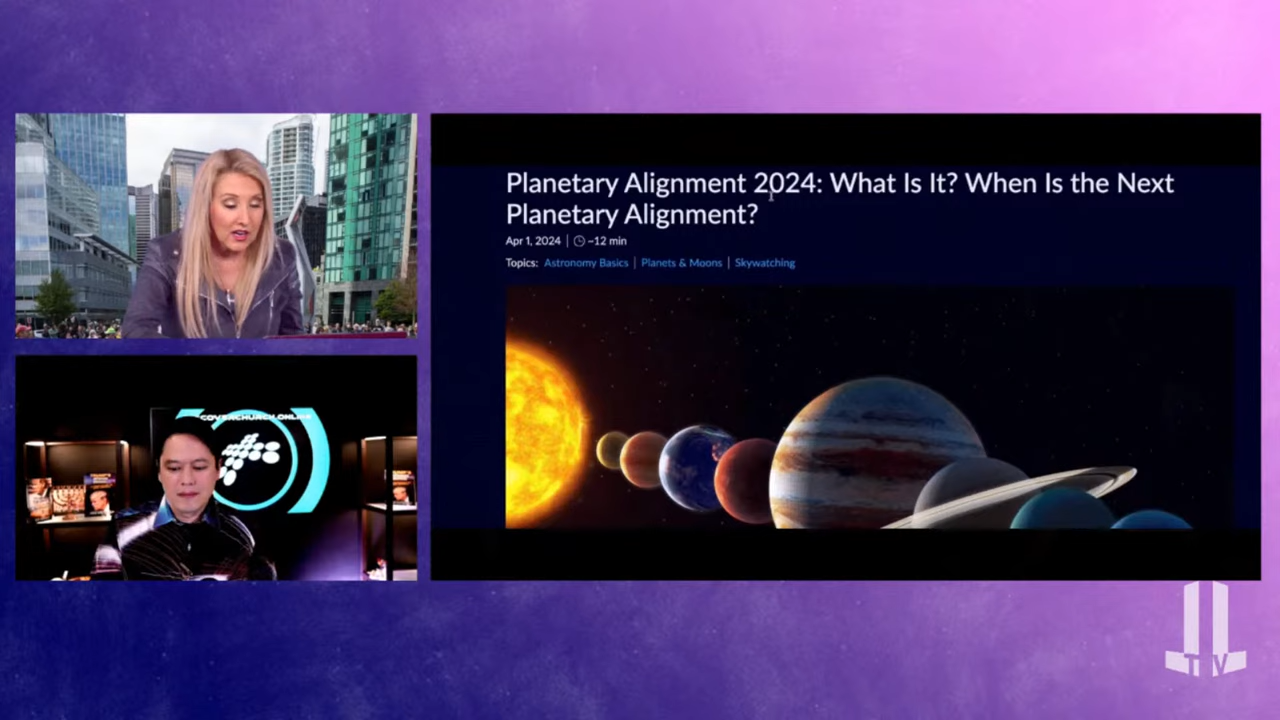 Planetary Alignment 2024: What Is It? When Is the Next
Planetary Alignment?
Apr 1, 2024 | ~12 min
Topics: Astronomy Basics | Planets & Moons | Skywatching
TV